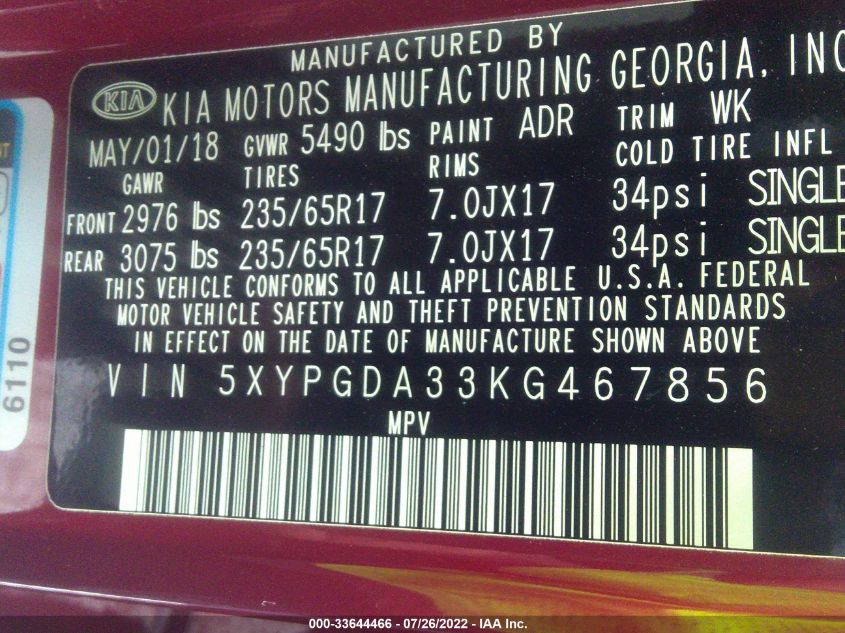 MANUFACTURED BY
KIA KIA MOTORS MANUFACTURING GEORGIA, INC
MAY/01/18 GVWR 5490 lbs PAINT ADR TRIM WK
GAWR TIRES RIMS COLD TIRE INFL
FRONT 2976 lbs 235/65R17 7.0JX17 34psi SINGLE
REAR 3075 lbs 235/65R17 7.0JX17 34psi SINGLE
THIS VEHICLE CONFORMS TO ALL APPLICABLE U.S.A. FEDERAL
MOTOR VEHICLE SAFETY AND THEFT PREVENTION STANDARDS
IN EFFECT ON THE DATE OF MANUFACTURE SHOWN ABOVE
VIN 5XYPGDA33KG467856
MPV
6110
000-33644466 - 07/26/2022 - IAA Inc.